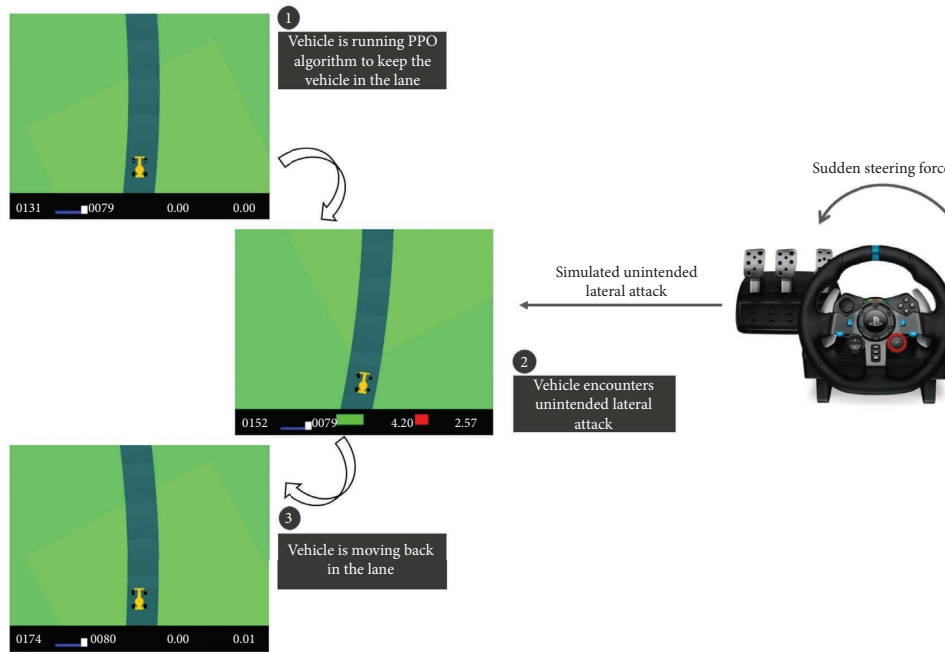 1
Vehicle is running PPO
algorithm to keep the
vehicle in the lane
0131 0079 0.00 0.00
Sudden steering force
Simulated unintended
lateral attack
2
Vehicle encounters
unintended lateral
attack
0152 0079 4.20 2.57
3
Vehicle is moving back
in the lane
0174 0080 0.00 0.01